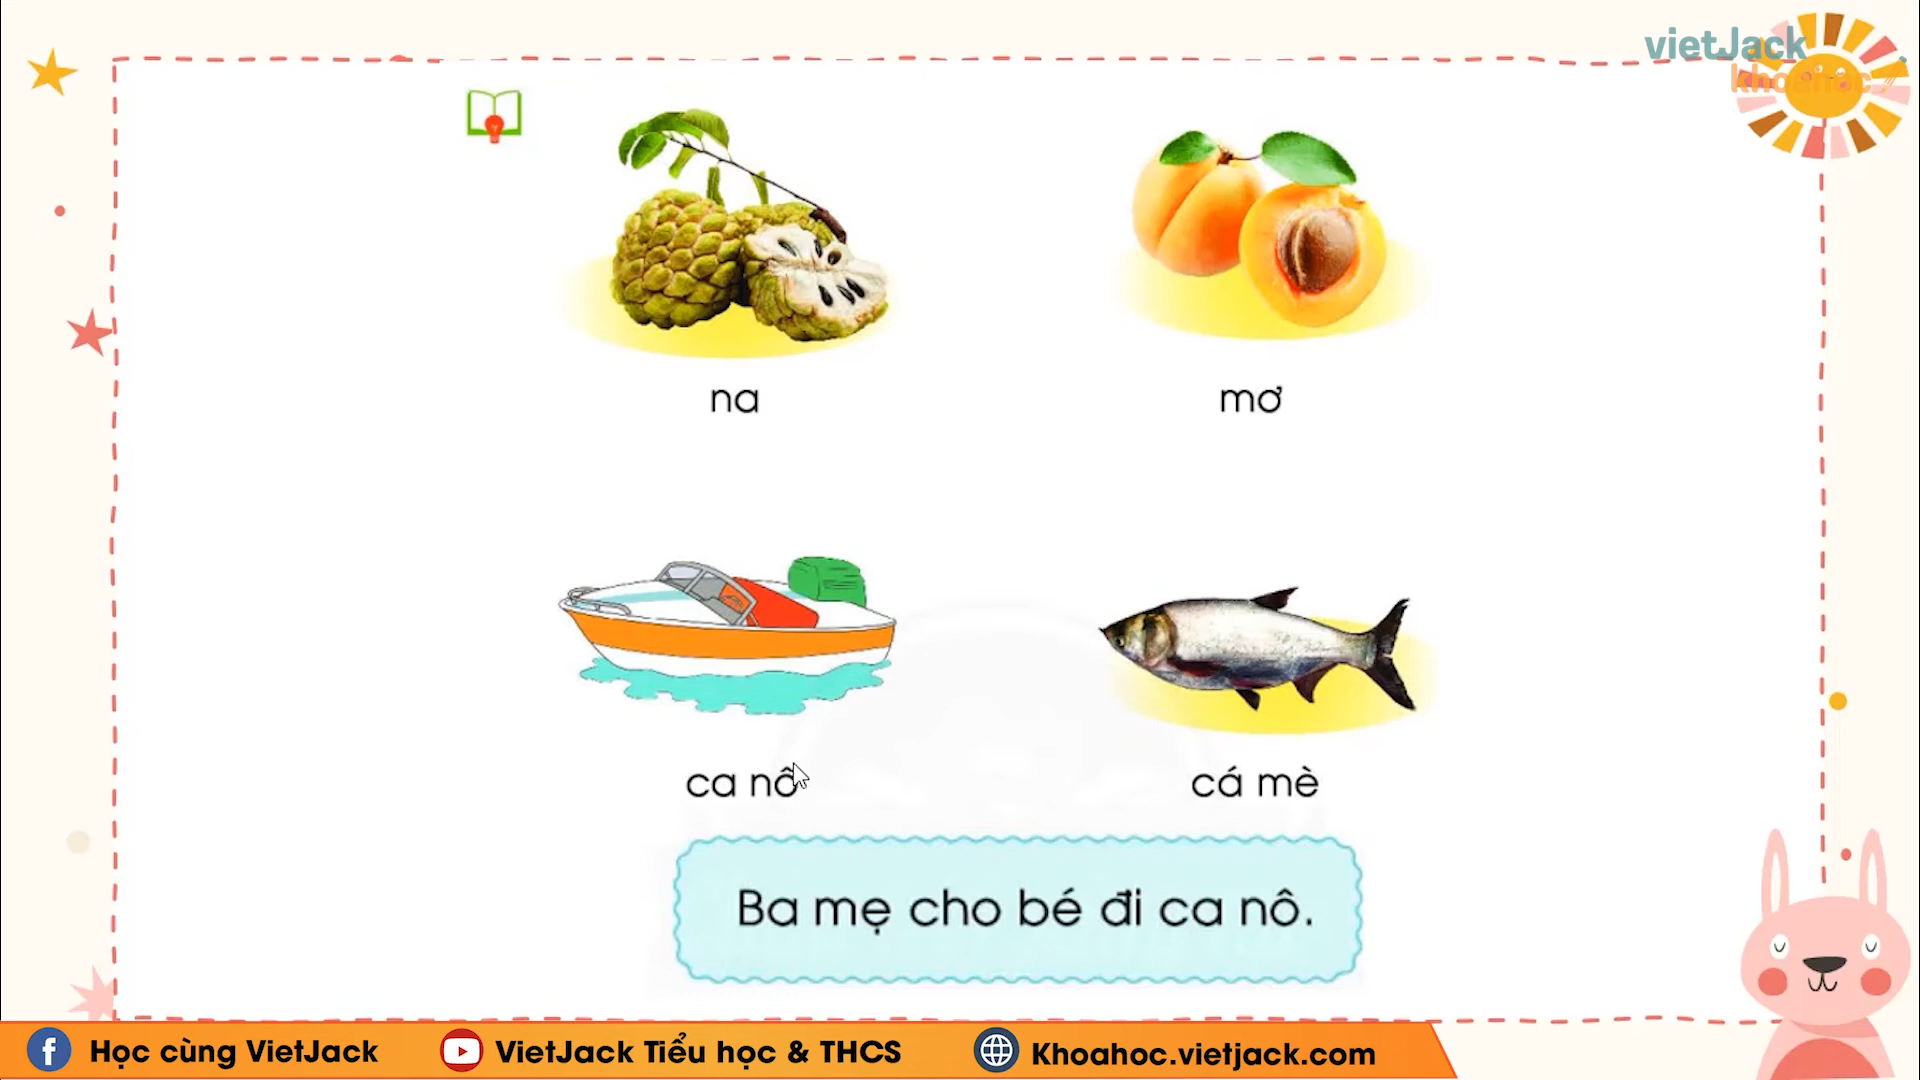 vietJack
khoahoc
na
mơ
ca nô
cá mè
Ba mẹ cho bé đi ca nô.
Học cùng VietJack
VietJack Tiểu học & THCS
Khoahoc.vietjack.com